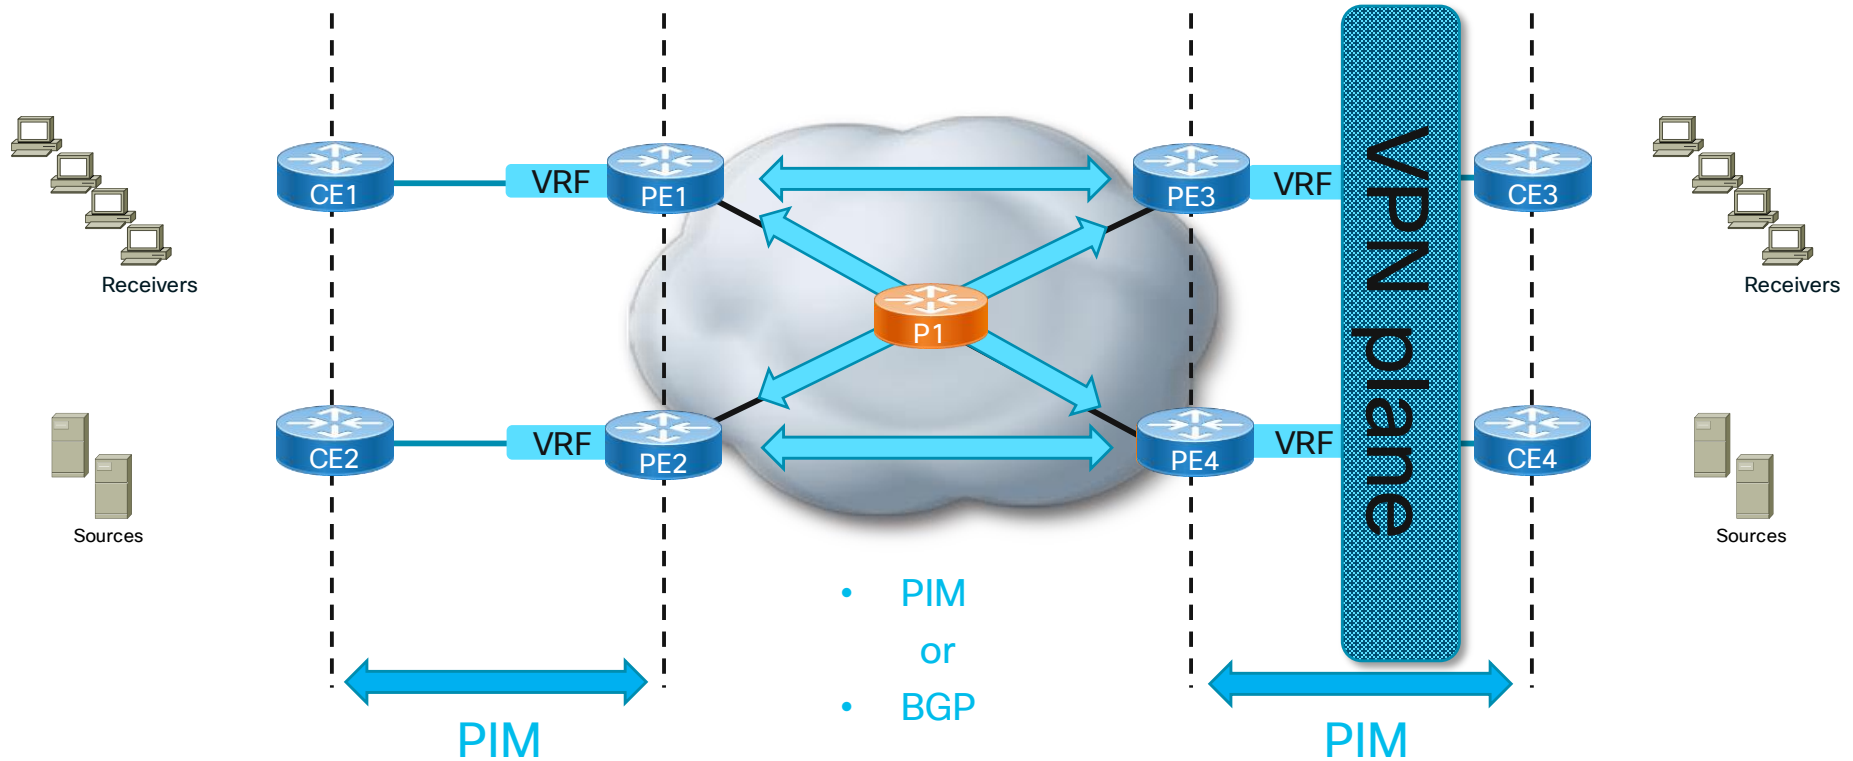 CE1
VRF
PE1
PE3
VRF
VPN plane
CE3
Receivers
Receivers
P1
CE2
VRF
PE2
PE4
VRF
CE4
Sources
Sources
• PIM
or
• BGP
PIM
PIM